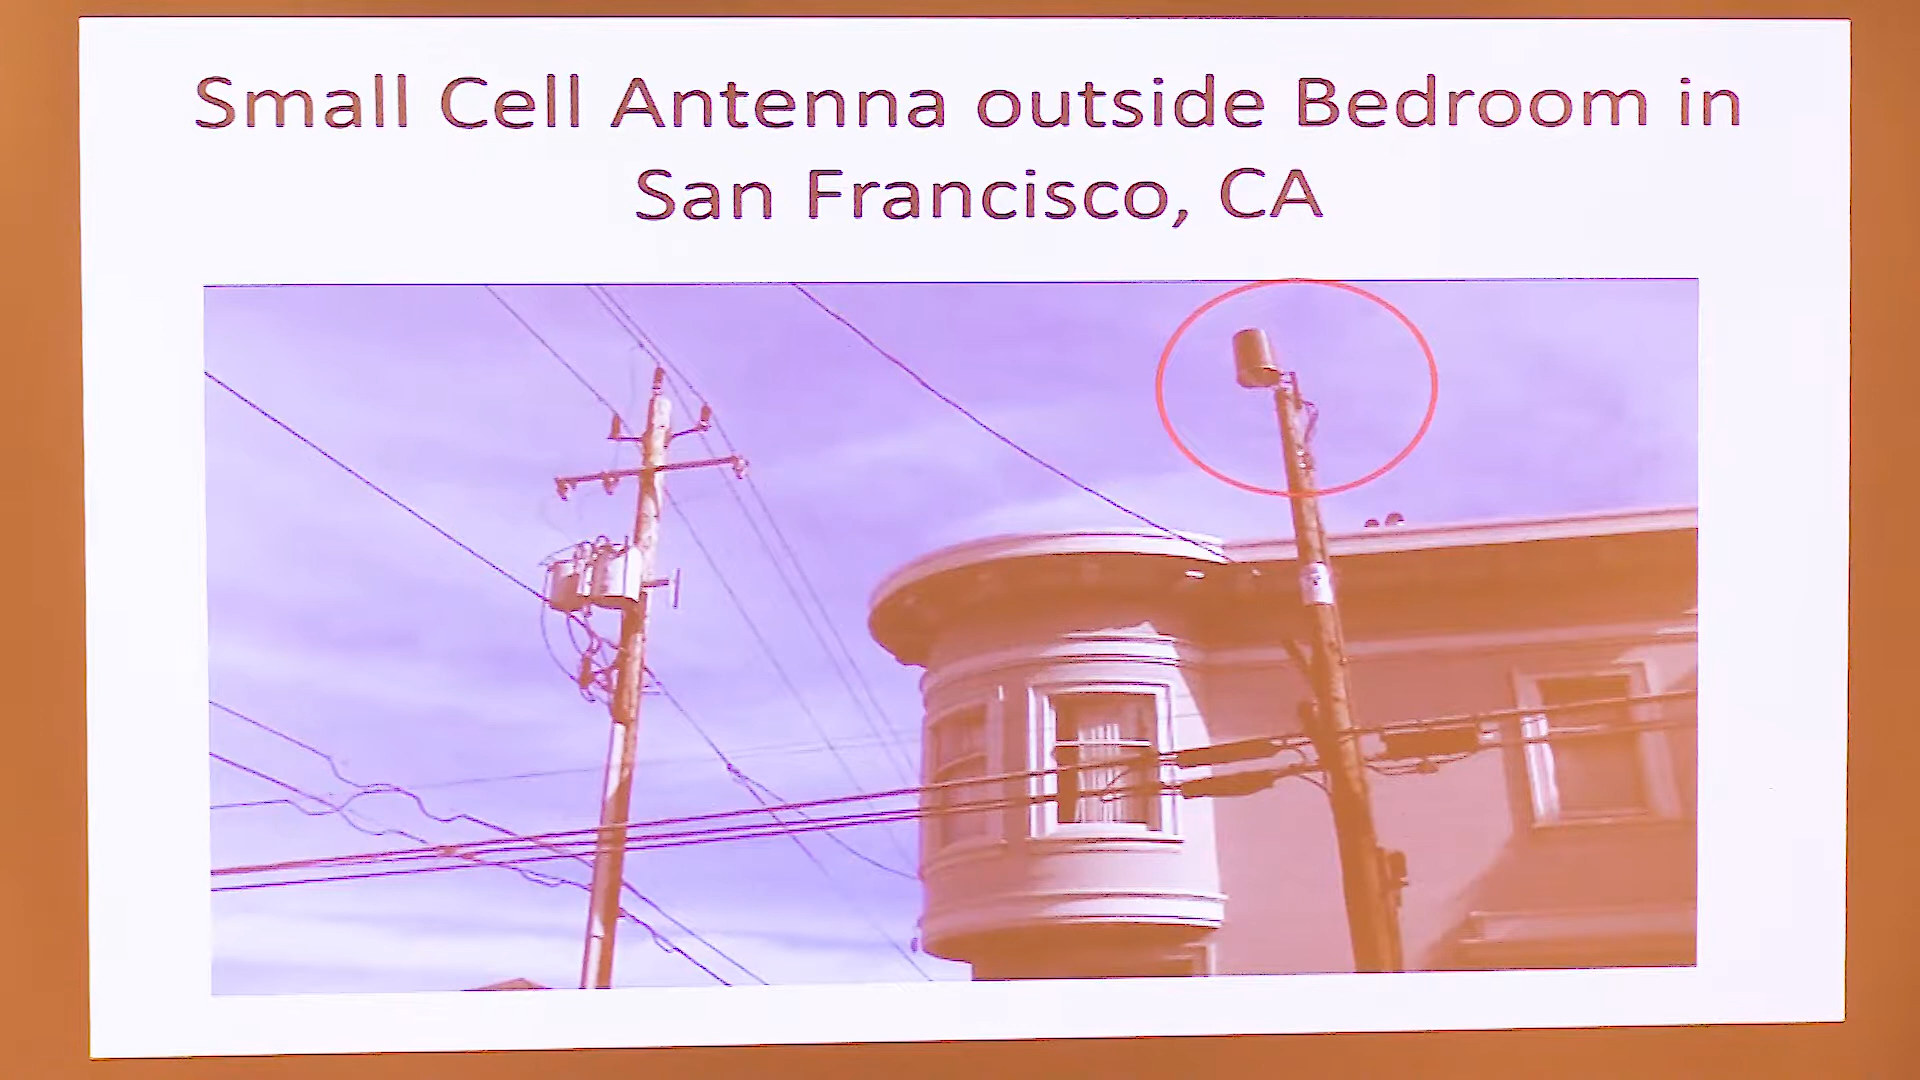 Small Cell Antenna outside Bedroom in
San Francisco, CA